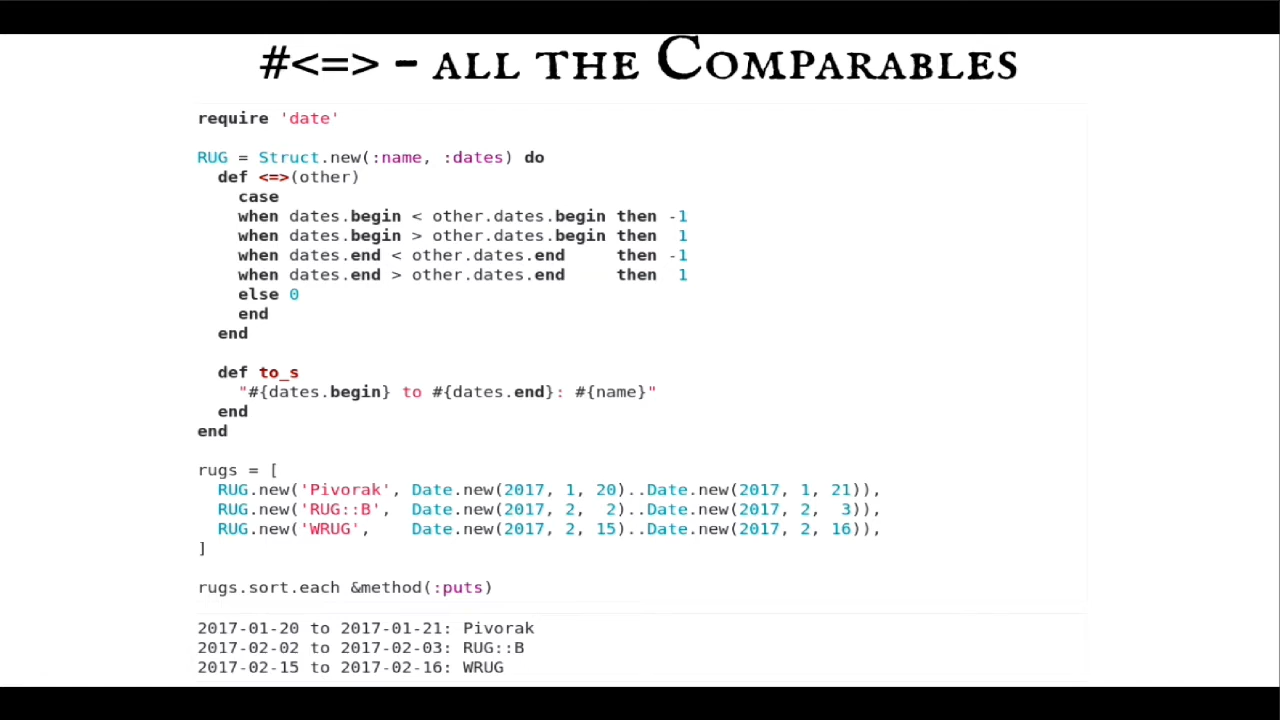 #<=> – all the Comparables
require 'date'
RUG = Struct.new(:name, :dates) do
  def <=>(other)
    case
    when dates.begin < other.dates.begin then -1
    when dates.begin > other.dates.begin then  1
    when dates.end < other.dates.end     then -1
    when dates.end > other.dates.end     then  1
    else 0
    end
  end
  def to_s
    "#{dates.begin} to #{dates.end}: #{name}"
  end
end
rugs = [
  RUG.new('Pivorak', Date.new(2017, 1, 20)..Date.new(2017, 1, 21)),
  RUG.new('RUG::B',  Date.new(2017, 2,  2)..Date.new(2017, 2,  3)),
  RUG.new('WRUG',    Date.new(2017, 2, 15)..Date.new(2017, 2, 16)),
]
rugs.sort.each &method(:puts)
2017-01-20 to 2017-01-21: Pivorak
2017-02-02 to 2017-02-03: RUG::B
2017-02-15 to 2017-02-16: WRUG